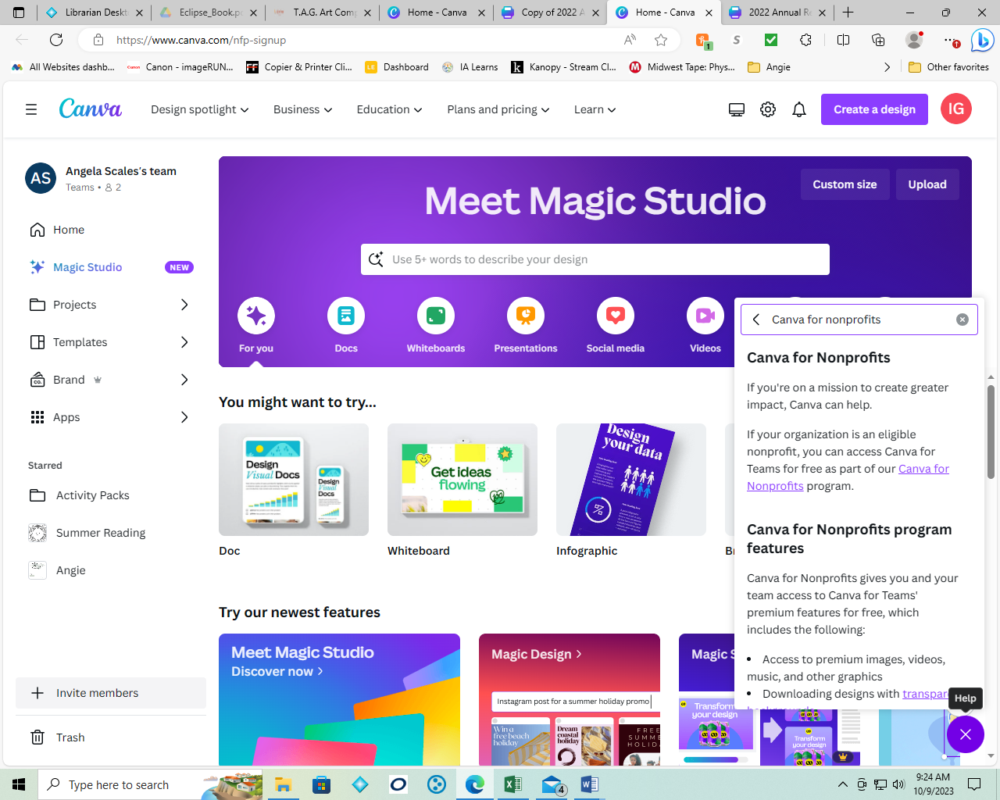 Librarian Deskt
Eclipse_Book.pc
T.A.G. Art Comp
Home - Canva
Copy of 2022 A
Home - Canva
2022 Annual Re
https://www.canva.com/nfp-signup
1
All Websites dashb...
Canon - imageRUN...
Copier & Printer Cli...
Dashboard
IA Learns
Kanopy - Stream Cl...
Midwest Tape: Phys...
Angie
Other favorites
Canva
Design spotlight
Business
Education
Plans and pricing
Learn
Create a design
IG
AS
Angela Scales's team
Teams • 2
Home
Magic Studio
NEW
Projects
Templates
Brand
Apps
Starred
Activity Packs
Summer Reading
Angie
Invite members
Trash
Meet Magic Studio
Custom size
Upload
Use 5+ words to describe your design
For you
Docs
Whiteboards
Presentations
Social media
Videos
You might want to try...
Design
Visual Docs
Design
Visual
Docs
Get ideas
flowing
Design
your data
Doc
Whiteboard
Infographic
Try our newest features
Meet Magic Studio
Discover now
Magic Design
Instagram post for a summer holiday promo
Win a
free beach
holiday
Dream
coastal
holiday
FREE
SUMME
HOLIDA
Magic S
Transform
your design
Transform
your design
Canva for nonprofits
Canva for Nonprofits
If you're on a mission to create greater
impact, Canva can help.
If your organization is an eligible
nonprofit, you can access Canva for
Teams for free as part of our Canva for
Nonprofits program.
Canva for Nonprofits program
features
Canva for Nonprofits gives you and your
team access to Canva for Teams'
premium features for free, which
includes the following:
• Access to premium images, videos,
music, and other graphics
• Downloading designs with transpare
Help
Type here to search
4
9:24 AM
10/9/2023